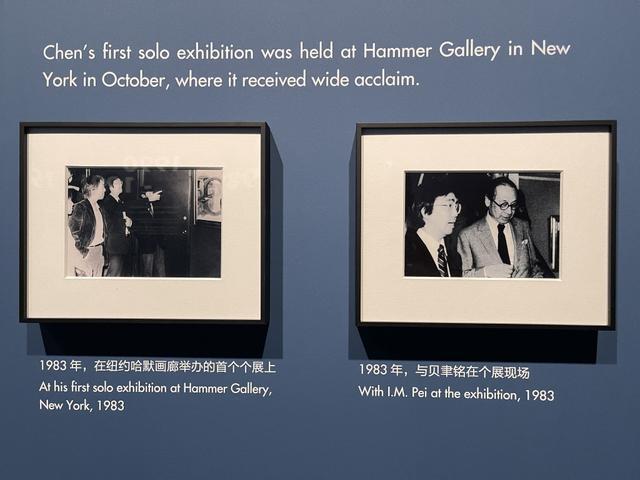 Chen's first solo exhibition was held at Hammer Gallery in New
York in October, where it received wide acclaim.
1983 年，在纽约哈默画廊举办的首个个展上
At his first solo exhibition at Hammer Gallery,
New York, 1983
1983 年，与贝聿铭在个展现场
With I.M. Pei at the exhibition, 1983